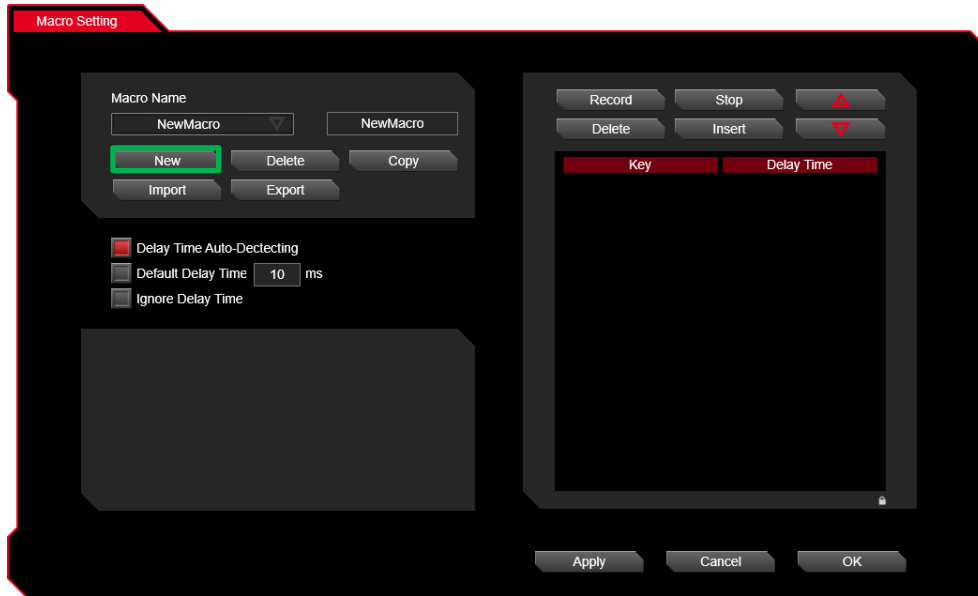 Macro Setting
Macro Name
NewMacro NewMacro
New Delete Copy
Import Export
Delay Time Auto-Dectecting
Default Delay Time 10 ms
Ignore Delay Time
Record Stop
Delete Insert
Key Delay Time
Apply Cancel OK